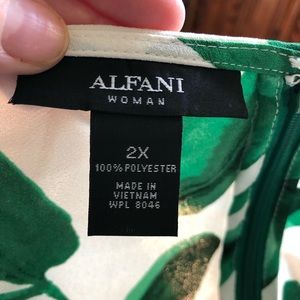 ALFANI
WOMAN
2X
100% POLYESTER
MADE IN
VIETNAM
WPL 8046